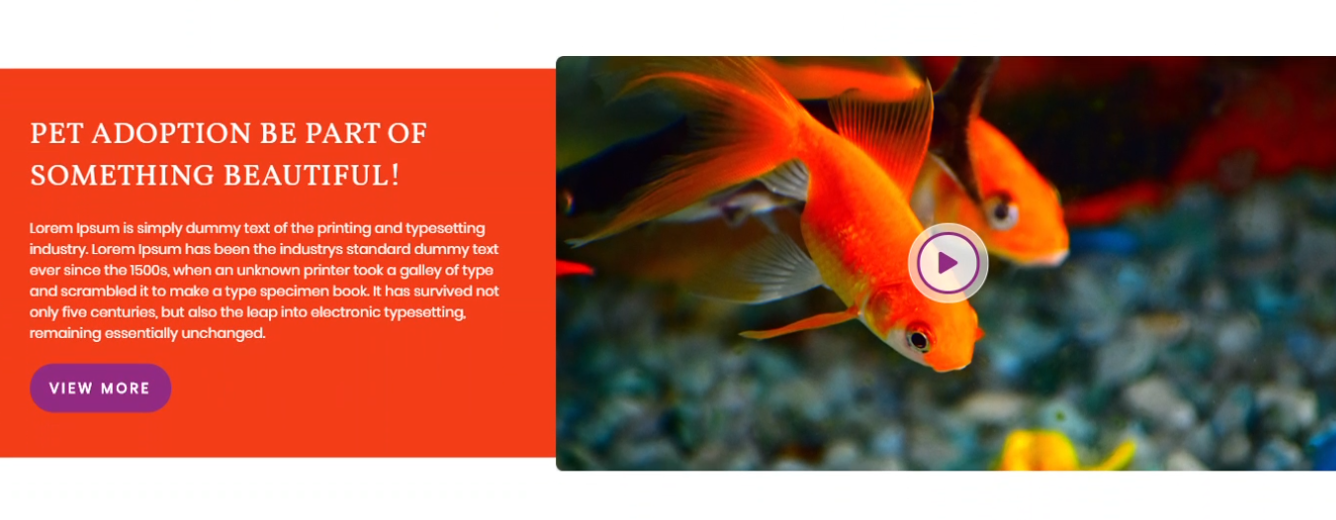 PET ADOPTION BE PART OF
SOMETHING BEAUTIFUL!
Lorem Ipsum is simply dummy text of the printing and typesetting
industry. Lorem Ipsum has been the industrys standard dummy text
ever since the 1500s, when an unknown printer took a galley of type
and scrambled it to make a type specimen book. It has survived not
only five centuries, but also the leap into electronic typesetting,
remaining essentially unchanged.
VIEW MORE